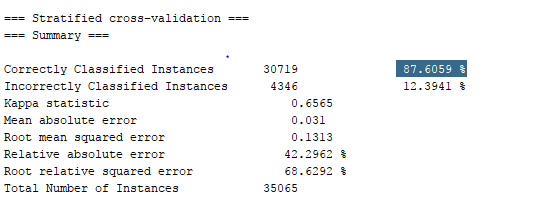 === Stratified cross-validation ===
=== Summary ===
Correctly Classified Instances 30719 87.6059 %
Incorrectly Classified Instances 4346 12.3941 %
Kappa statistic 0.6565
Mean absolute error 0.031
Root mean squared error 0.1313
Relative absolute error 42.2962 %
Root relative squared error 68.6292 %
Total Number of Instances 35065